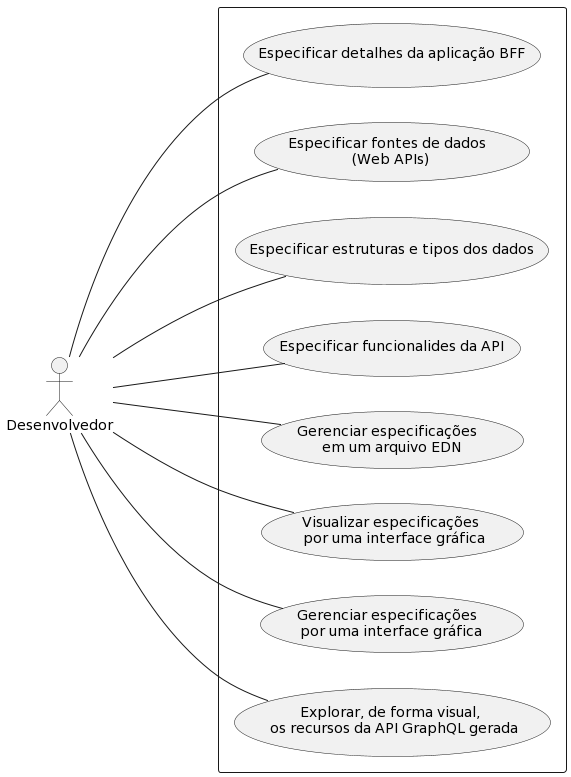 Especificar detalhes da aplicação BFF
Especificar fontes de dados
(Web APIs)
Especificar estruturas e tipos dos dados
Especificar funcionalides da API
Desenvolvedor
Gerenciar especificações
em um arquivo EDN
Visualizar especificações
por uma interface gráfica
Gerenciar especificações
por uma interface gráfica
Explorar, de forma visual,
os recursos da API GraphQL gerada